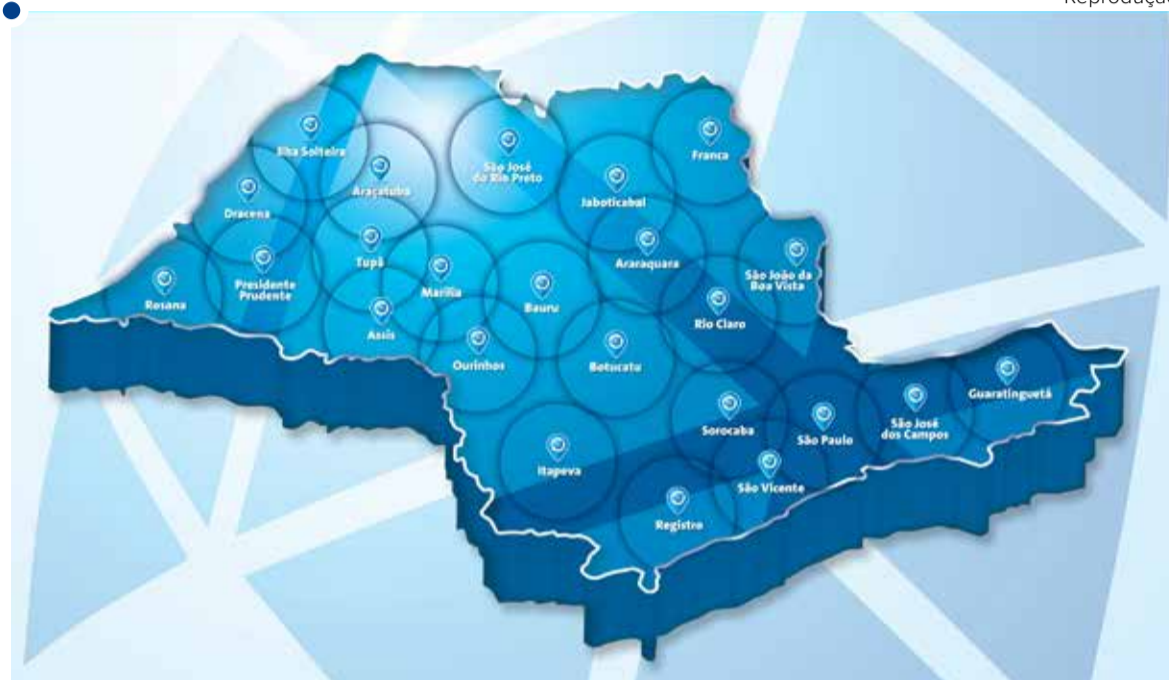 Ilha Solteira
São José
do Rio Preto
Franca
Araçatuba
Jaboticabal
Dracena
Tupã
Araraquara
São João da
Boa Vista
Presidente
Prudente
Marília
Rosana
Bauru
Rio Claro
Assis
Ourinhos
Botucatu
Guaratinguetá
Sorocaba
São Paulo
São José
dos Campos
Itapeva
São Vicente
Registro